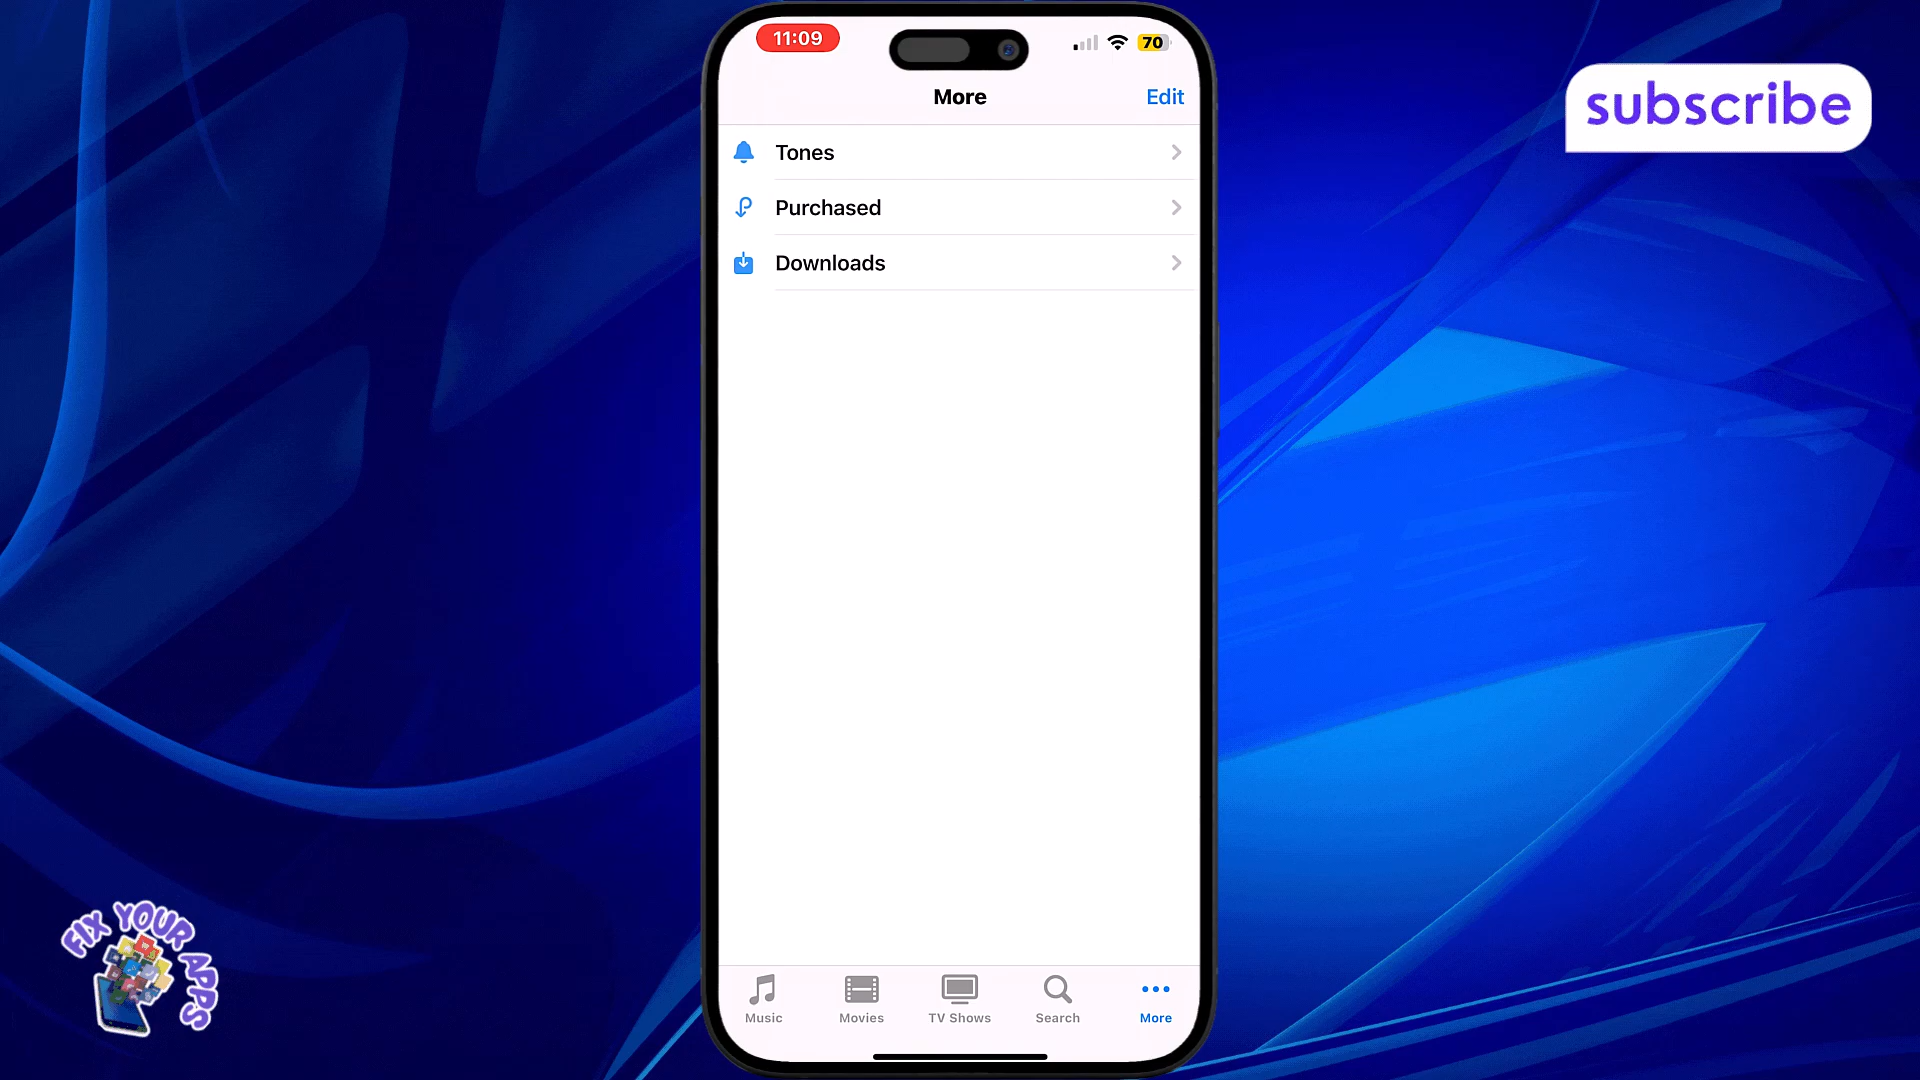 11:09
70
More
Edit
Tones
Purchased
Downloads
Music
Movies
TV Shows
Search
More
subscribe
FIX YOUR APPS